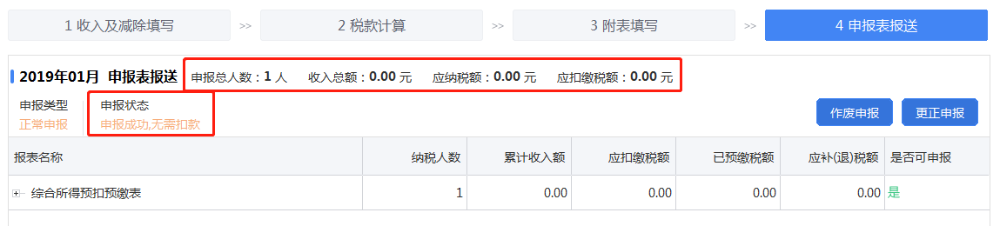 1 收入及减除填写 >> 2 税款计算 >> 3 附表填写 >> 4 申报表报送
2019年01月 申报表报送 申报总人数：1 人 收入总额：0.00 元 应纳税额：0.00 元 应扣缴税额：0.00 元
申报类型 申报状态
正常申报 申报成功,无需扣款 作废申报 更正申报
报表名称 纳税人数 累计收入额 应扣缴税额 已预缴税额 应补(退)税额 是否可申报
综合所得预扣预缴表 1 0.00 0.00 0.00 0.00 是